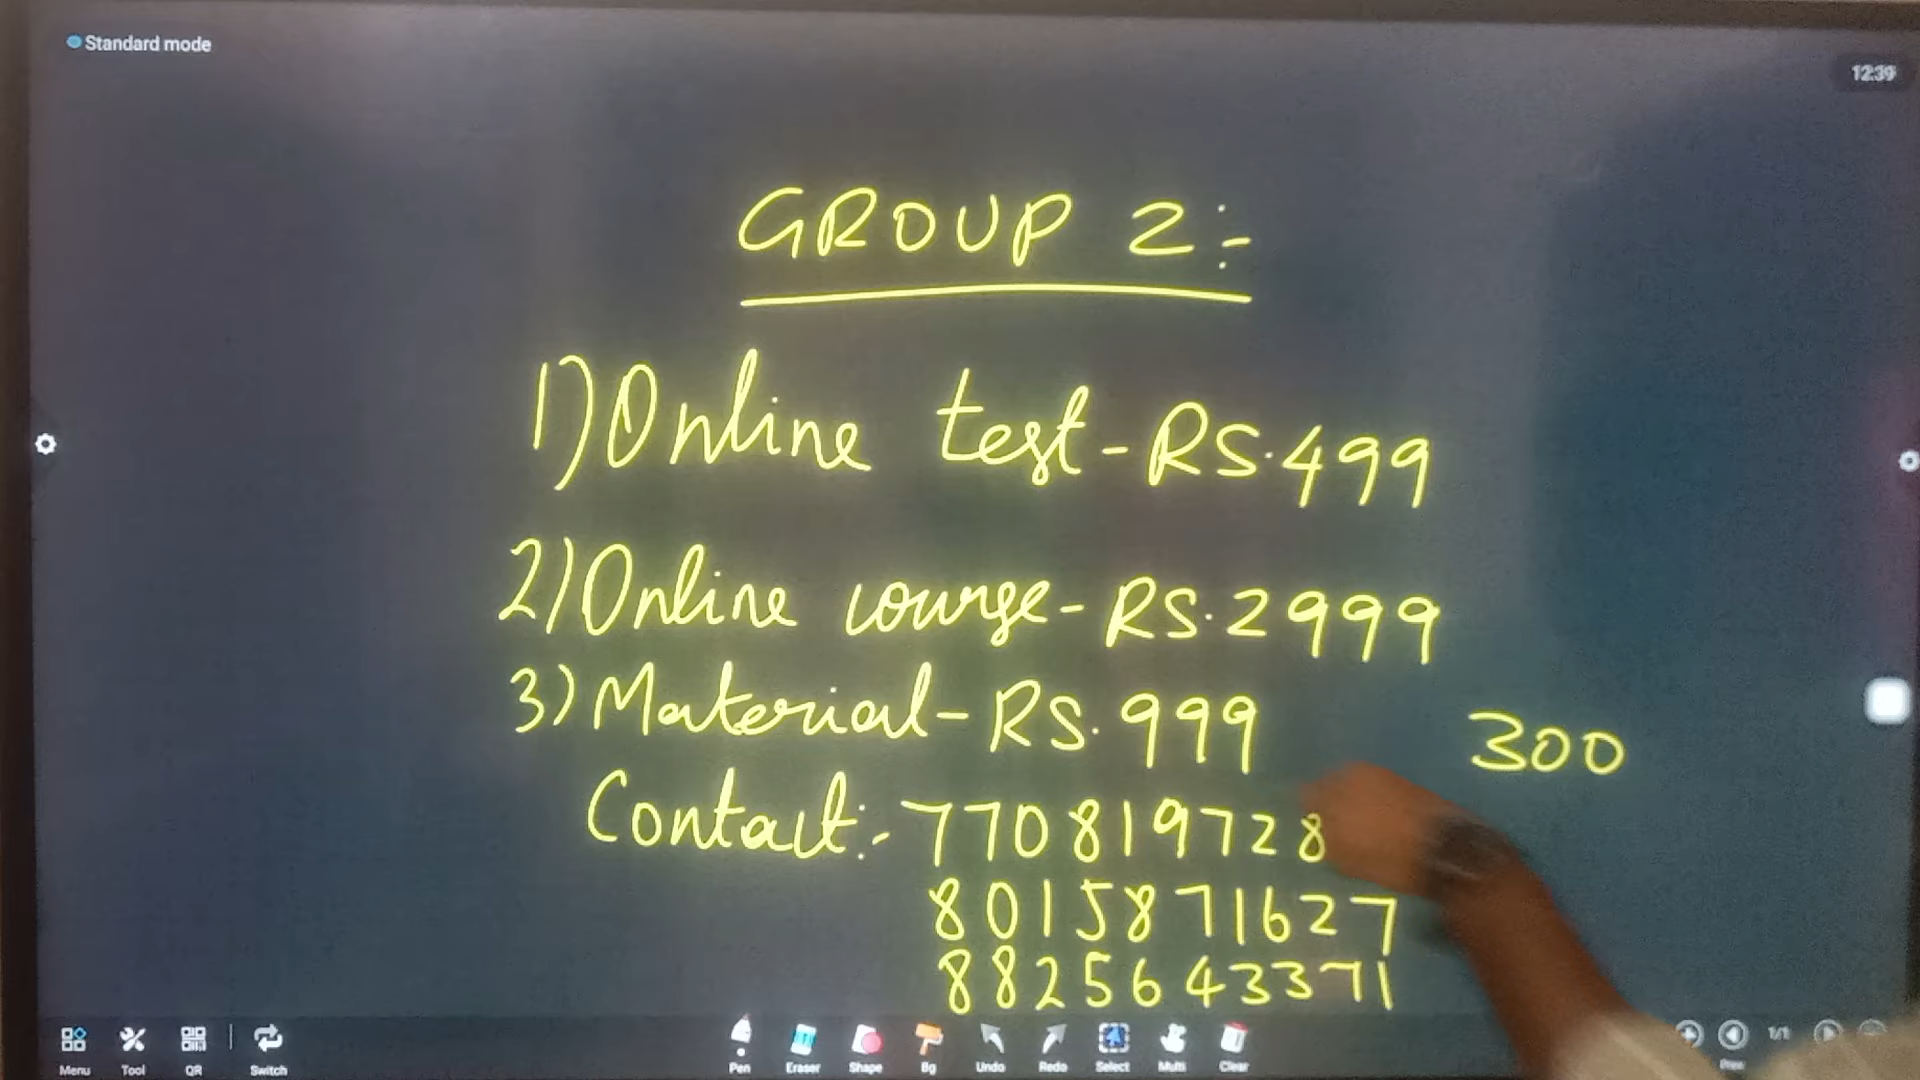 Standard mode
12:39
GROUP 2:-
1) Online test - RS.499
2) Online course - RS.2999
3) Material - RS.999
300
Contact:- 770819728
8015871627
8825643371
Menu Tool QR Switch Pen Eraser Shape Bg Undo Redo Select Multi Clear Prev 1/1